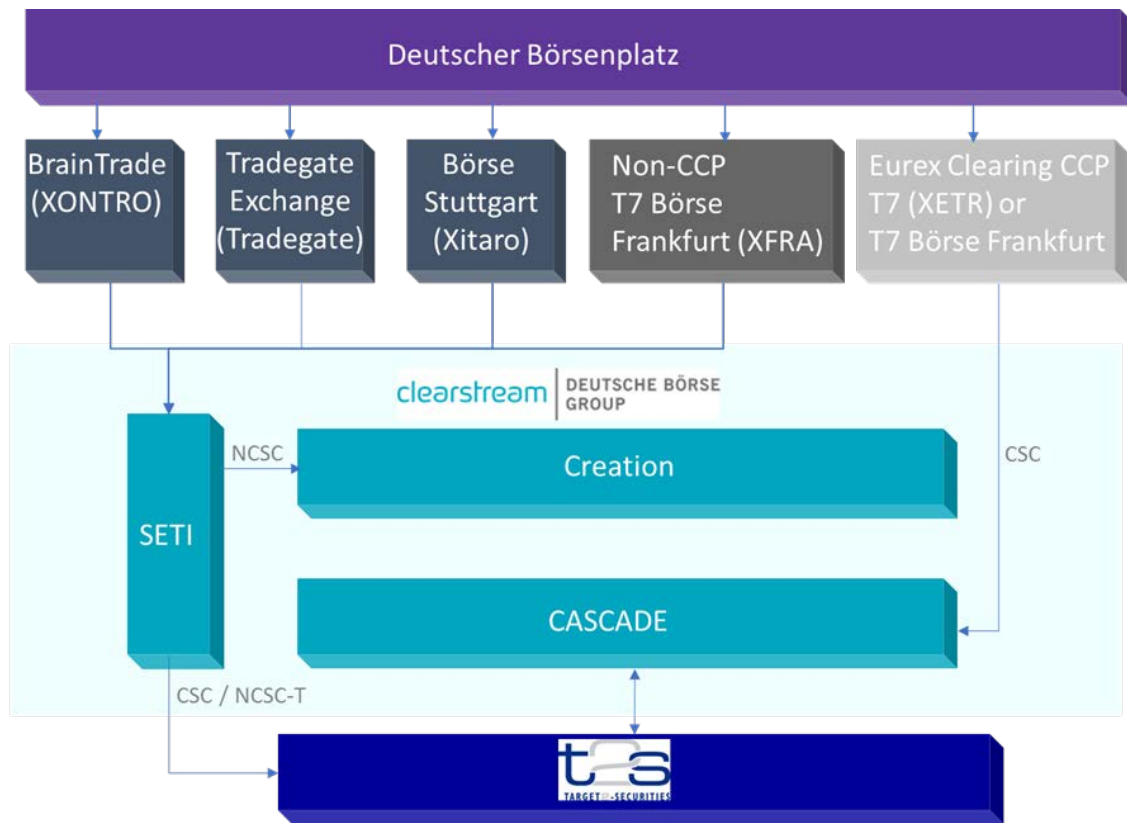 Deutscher Börsenplatz
BrainTrade
(XONTRO)
Tradegate
Exchange
(Tradegate)
Börse
Stuttgart
(Xitaro)
Non-CCP
T7 Börse
Frankfurt (XFRA)
Eurex Clearing CCP
T7 (XETR) or
T7 Börse Frankfurt
clearstream
DEUTSCHE BÖRSE
GROUP
NCSC
Creation
CSC
SETI
CASCADE
CSC / NCSC-T
t2s
TARGET2-SECURITIES